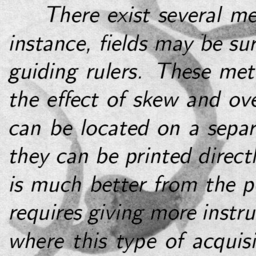 There exist several me
instance, fields may be sur
guiding rulers. These met
the effect of skew and ove
can be located on a separ
they can be printed directl
is much better from the p
requires giving more instru
where this type of acquisi